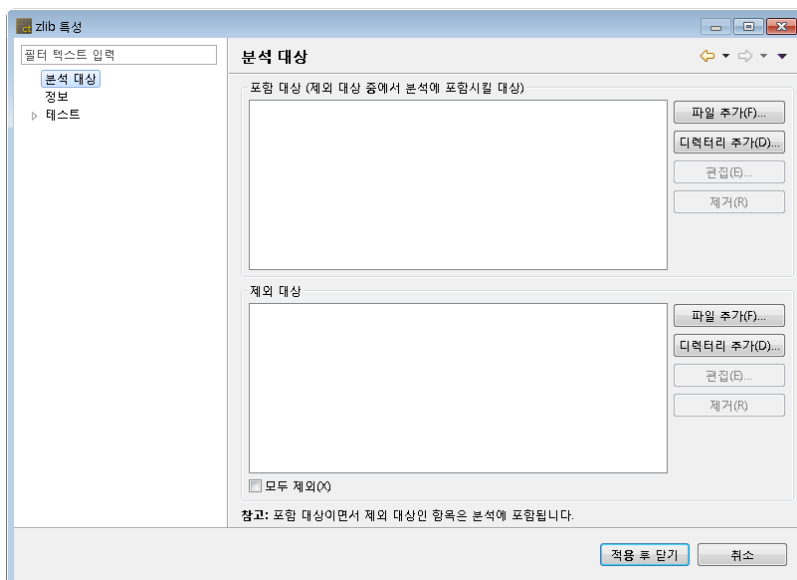 ct zlib 특성
필터 텍스트 입력
분석 대상
정보
테스트
분석 대상
포함 대상 (제외 대상 중에서 분석에 포함시킬 대상)
파일 추가(F)...
디렉터리 추가(D)...
편집(E)...
제거(R)
제외 대상
파일 추가(F)...
디렉터리 추가(D)...
편집(E)...
제거(R)
모두 제외(X)
참고: 포함 대상이면서 제외 대상인 항목은 분석에 포함됩니다.
적용 후 닫기
취소